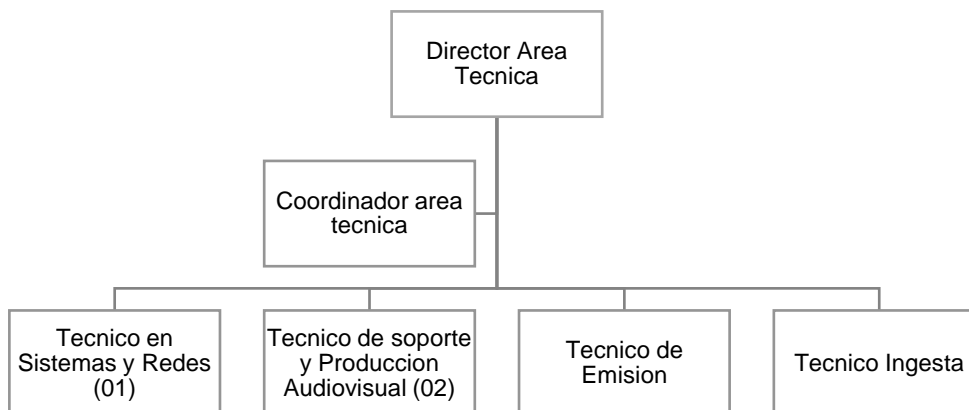 Director Area
Tecnica
Coordinador area
tecnica
Tecnico en
Sistemas y Redes
(01)
Tecnico de soporte
y Produccion
Audiovisual (02)
Tecnico de
Emision
Tecnico Ingesta